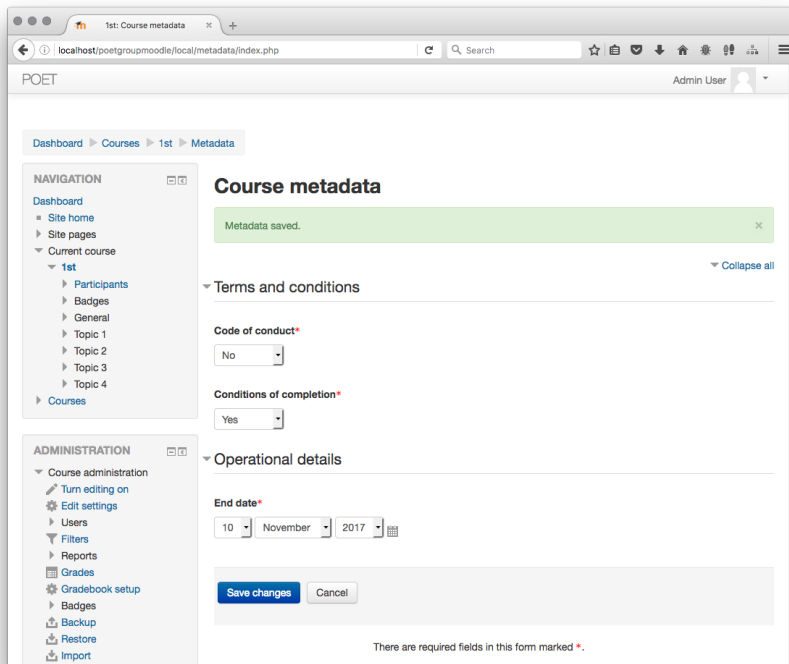 1st: Course metadata
localhost/poetgroupmoodle/local/metadata/index.php
Search
POET
Admin User
Dashboard Courses 1st Metadata
NAVIGATION
Dashboard
Site home
Site pages
Current course
1st
Participants
Badges
General
Topic 1
Topic 2
Topic 3
Topic 4
Courses
ADMINISTRATION
Course administration
Turn editing on
Edit settings
Users
Filters
Reports
Grades
Gradebook setup
Badges
Backup
Restore
Import
Course metadata
Metadata saved.
Collapse all
Terms and conditions
Code of conduct*
No
Conditions of completion*
Yes
Operational details
End date*
10 November 2017
Save changes Cancel
There are required fields in this form marked *.